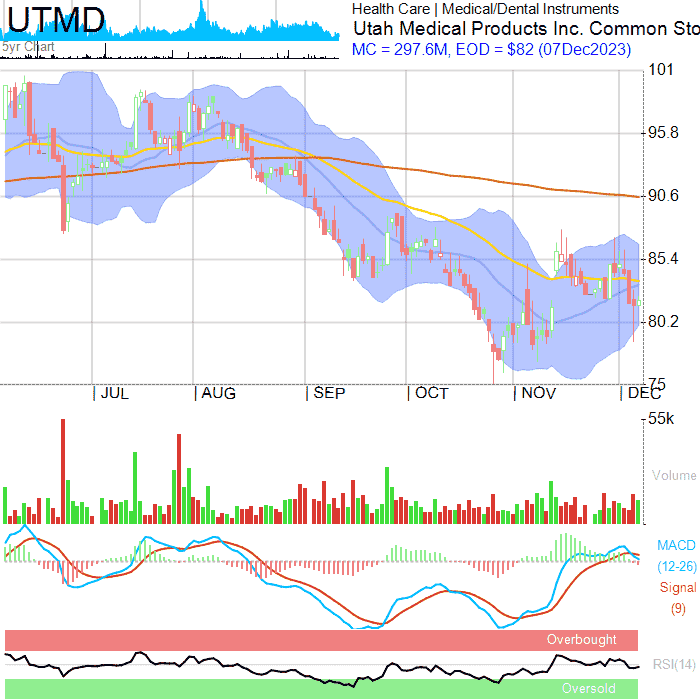 UTMD
5yr Chart
Health Care | Medical/Dental Instruments
Utah Medical Products Inc. Common Sto
MC = 297.6M, EOD = $82 (07Dec2023)
101
95.8
90.6
85.4
80.2
75
JUL AUG SEP OCT NOV DEC
55k
Volume
MACD
(12-26)
Signal
(9)
Overbought
RSI(14)
Oversold